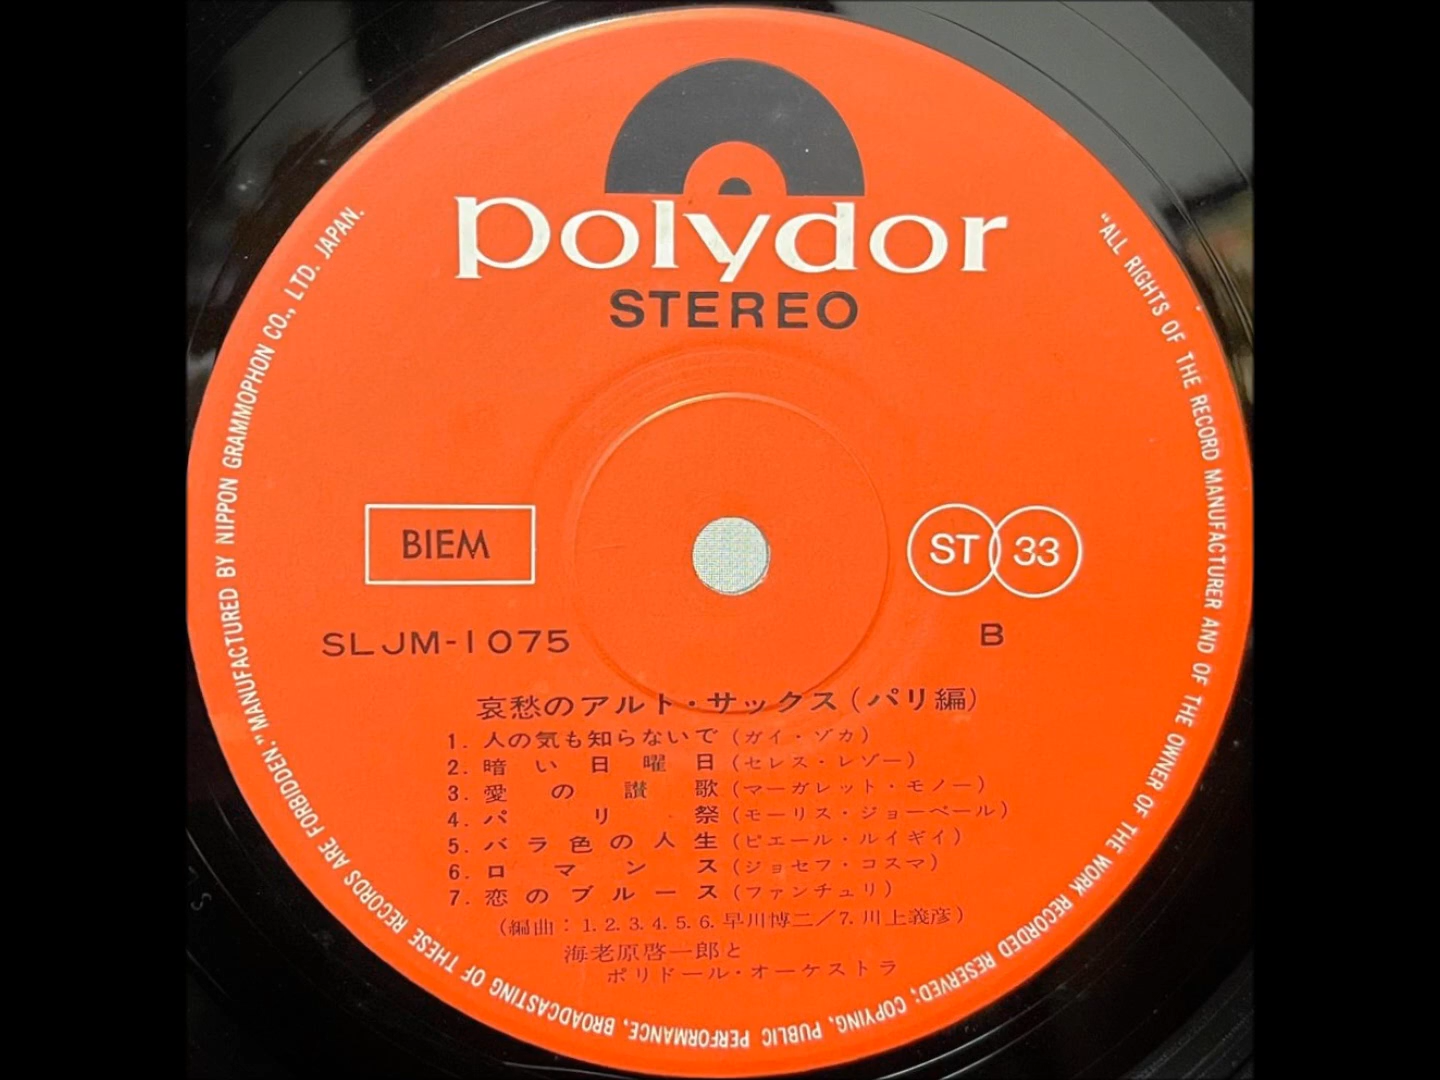 polydor
STEREO
BIEM
ST 33
SLJM-1075
B
哀愁のアルト・サックス（パリ編）
1. 人の気も知らないで（ガイ・ゾカ）
2. 暗い日曜日（セレス・レゾー）
3. 愛の讃歌（マーガレット・モノー）
4. パリ祭（モーリス・ジョーベール）
5. バラ色の人生（ピエール・ルイギイ）
6. ロマンス（ジョセフ・コスマ）
7. 恋のブルース（ファンチュリ）
（編曲：1.2.3.4.5.6.早川博二／7.川上義彦）
海老原啓一郎と
ポリドール・オーケストラ
"ALL RIGHTS OF THE RECORD MANUFACTURER AND OF THE OWNER OF THE WORK RECORDED RESERVED; COPYING, PUBLIC PERFORMANCE, BROADCASTING OF THESE RECORDS ARE FORBIDDEN." MANUFACTURED BY NIPPON GRAMMOPHON CO., LTD. JAPAN.